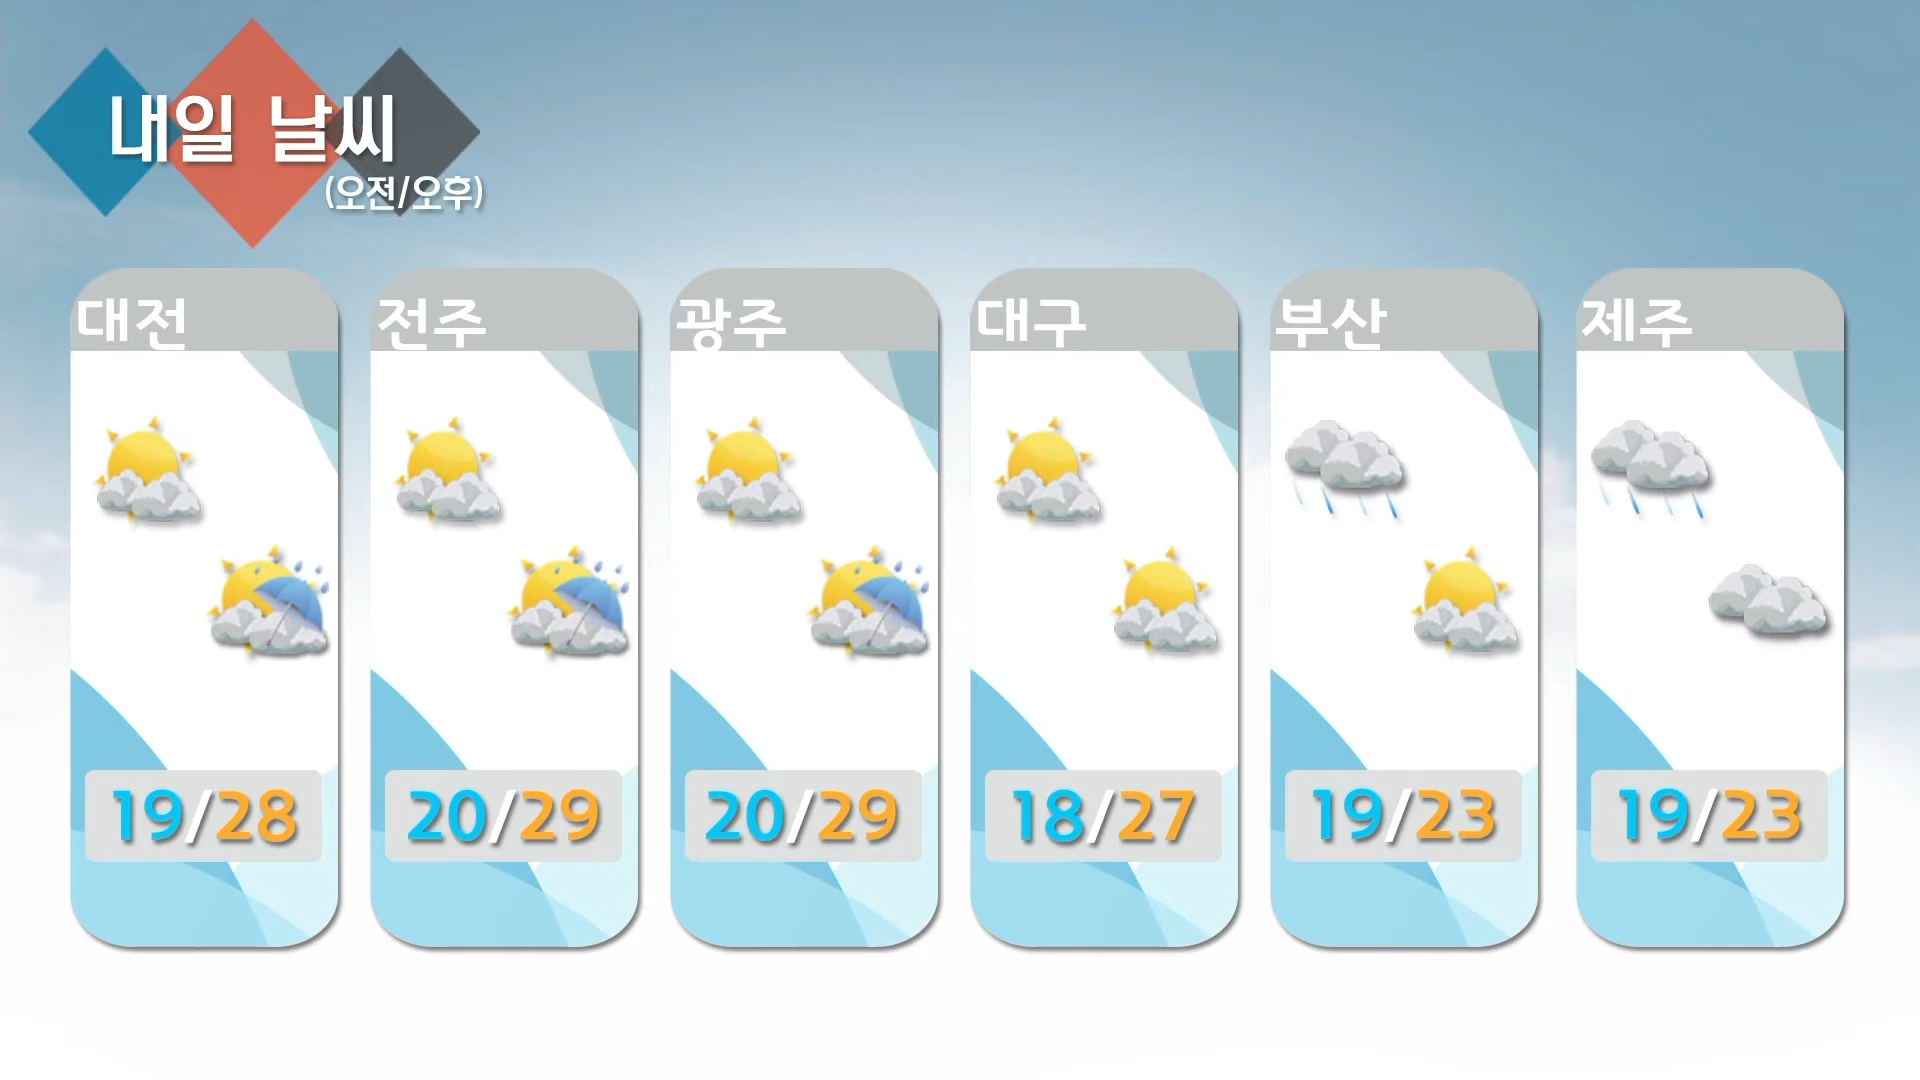 내일 날씨
(오전/오후)
대전
전주
광주
대구
부산
제주
19/28
20/29
20/29
18/27
19/23
19/23